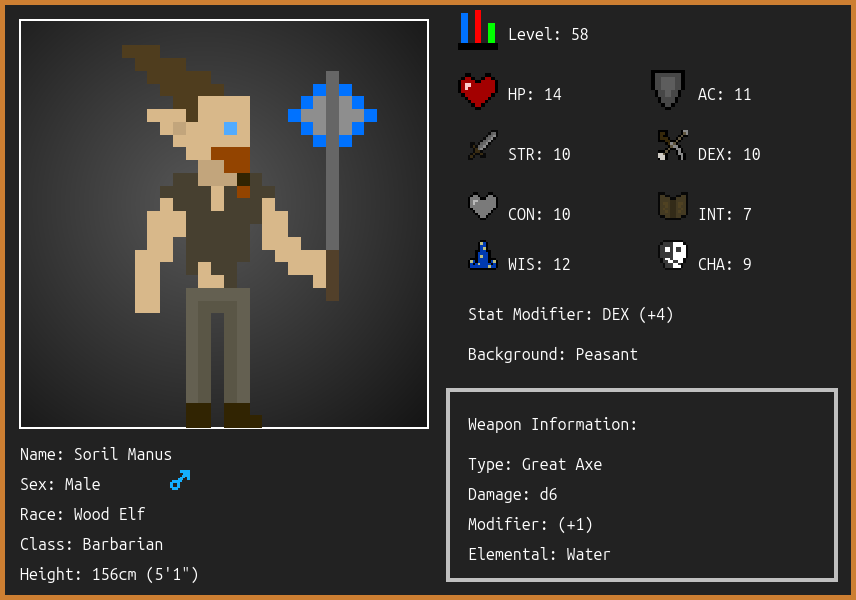 Level: 58
HP: 14
AC: 11
STR: 10
DEX: 10
CON: 10
INT: 7
WIS: 12
CHA: 9
Stat Modifier: DEX (+4)
Background: Peasant
Weapon Information:
Type: Great Axe
Damage: d6
Modifier: (+1)
Elemental: Water
Name: Soril Manus
Sex: Male
Race: Wood Elf
Class: Barbarian
Height: 156cm (5'1")